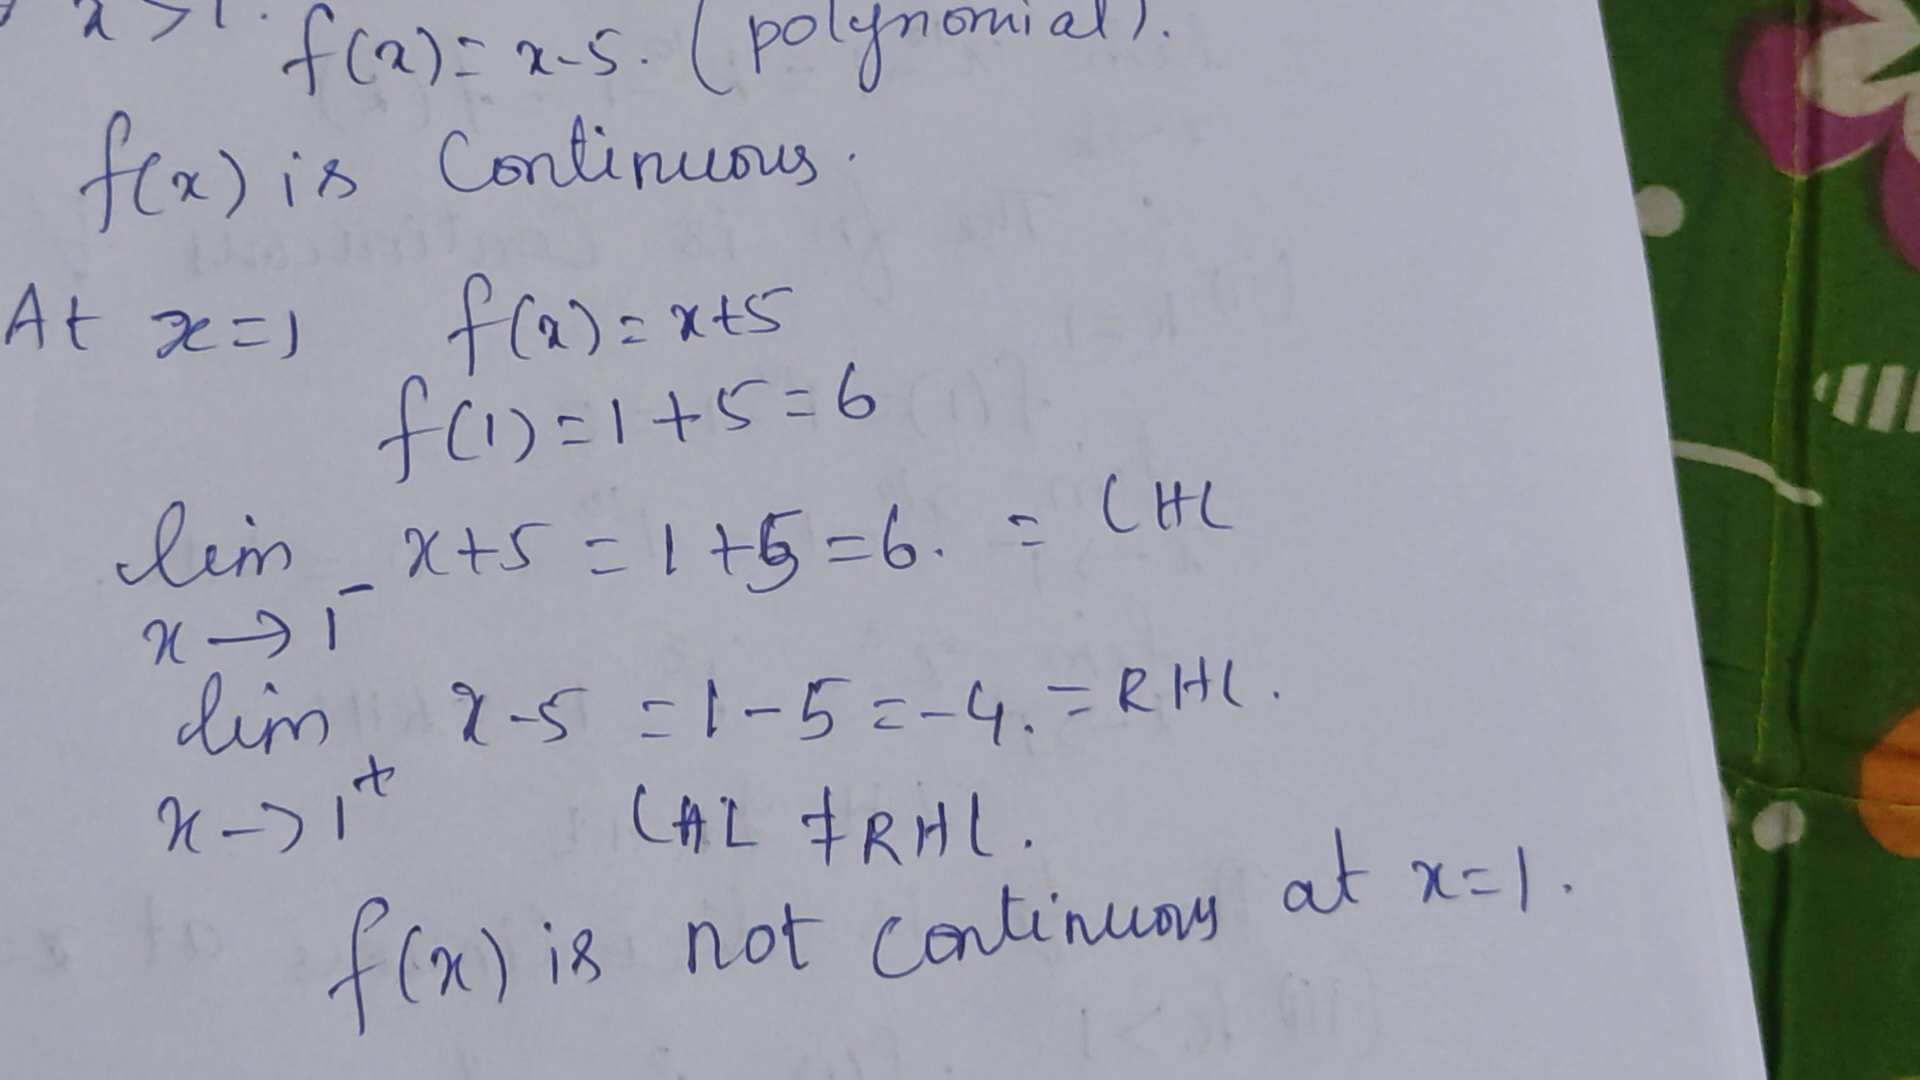 x > 1.
f(x) = x-5. (polynomial).
f(x) is Continuous.
At x=1 f(x) = x+5
f(1) = 1+5 = 6
lim x→1⁻ x+5 = 1+5 = 6. = LHL
lim x→1⁺ x-5 = 1-5 = -4. = RHL.
LHL ≠ RHL.
f(x) is not continuous at x=1.